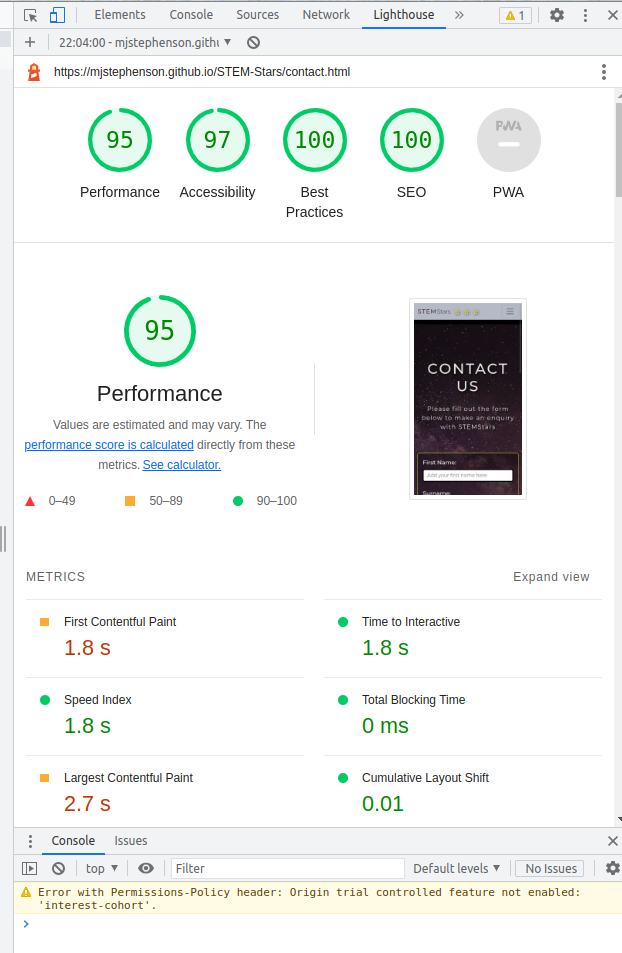 Elements Console Sources Network Lighthouse 1
22:04:00 - mjstephenson.githu
https://mjstephenson.github.io/STEM-Stars/contact.html
95 97 100 100 PWA
Performance Accessibility Best Practices SEO PWA
95
Performance
Values are estimated and may vary. The
performance score is calculated directly from these
metrics. See calculator.
0–49 50–89 90–100
STEMStars
CONTACT
US
Please fill out the form
below to make an enquiry
with STEMStars
First Name:
Add your first name here
Surname:
METRICS Expand view
First Contentful Paint
1.8 s
Time to Interactive
1.8 s
Speed Index
1.8 s
Total Blocking Time
0 ms
Largest Contentful Paint
2.7 s
Cumulative Layout Shift
0.01
Console Issues
top Filter Default levels No Issues
Error with Permissions-Policy header: Origin trial controlled feature not enabled:
'interest-cohort'.